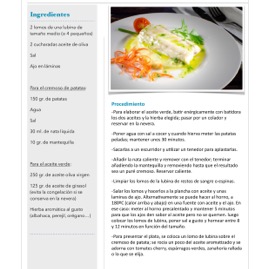 Ingredientes
2 lomos de una lubina de
tamaño medio (o 4 pequeños)
2 cucharadas aceite de oliva
Sal
Ajo en láminas
Para el cremoso de patatas:
150 gr. de patatas
Agua
Sal
30 ml. de nata líquida
10 gr. de mantequilla
Para el aceite verde:
250 gr. de aceite oliva virgen
125 gr. de aceite de girasol
(evita la congelación si se
conserva en la nevera)
Hierba aromática al gusto
(albahaca, perejil, orégano....)
Procedimiento
-Para elaborar el aceite verde, batir enérgicamente con batidora
los dos aceites y la hierba elegida; pasar por un colador y
reservar en la nevera.
-Poner agua con sal a cocer y cuando hierva meter las patatas
peladas, mantener unos 30 minutos.
-Sacarlas a un escurridor y utilizar un tenedor para aplastarlas.
-Añadir la nata caliente y remover con el tenedor, terminar
añadiendo la mantequilla y removiendo hasta que el resultado
sea un puré cremoso. Reservar caliente.
-Limpiar los lomos de la lubina de restos de sangre o espinas.
-Salar los lomos y hacerlos a la plancha con aceite y unas
láminas de ajo. Alternativamente se puede hacer al horno, a
180ºC (calor arriba y abajo) en una fuente con el aceite y ajo. En
ese caso: meter al horno precalentado y mantener 5 minutos
para que los ajos den sabor al aceite pero no se quemen. luego
colocar los lomos de lubina, poner sal a gusto y hornear entre 8
y 12 minutos en función del tamaño.
-Para presentar el plato, se coloca un lomo de lubina sobre el
cremoso de patata, se rocía un poco del aceite aromatizado y se
adorna con tomates cherry, espárragos verdes, zanahoria rallada
o lo que se elija.